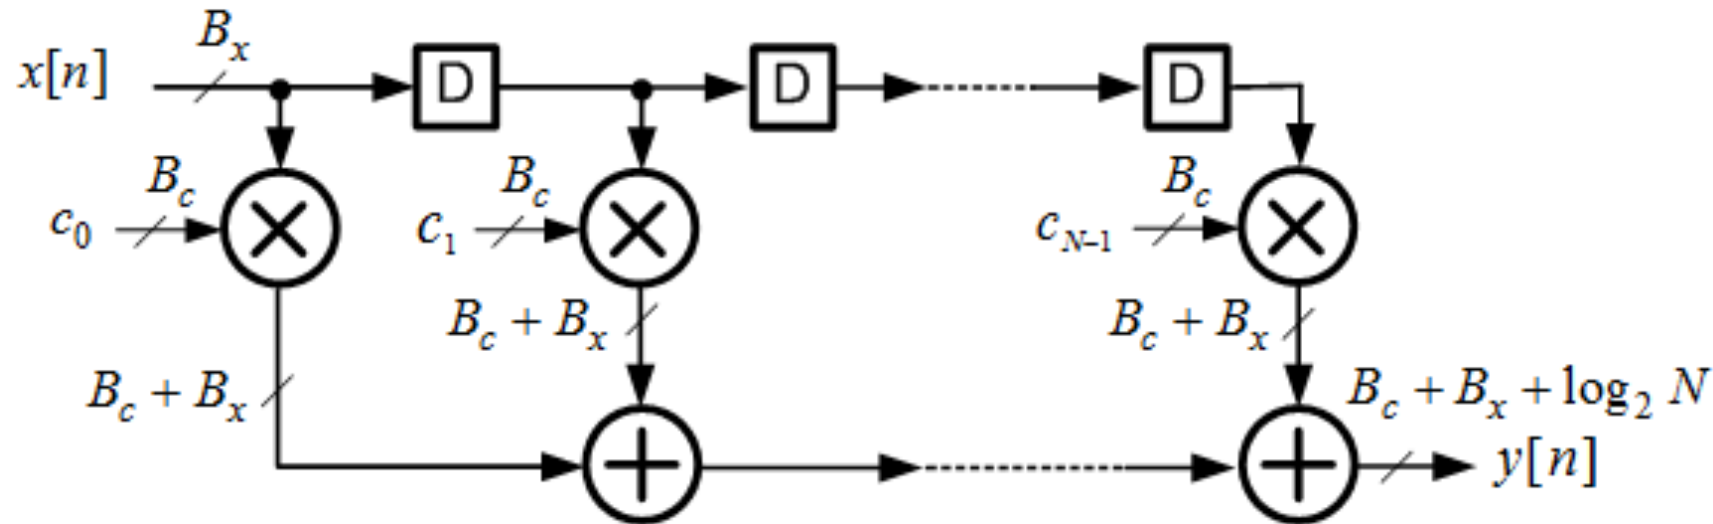 x[n] B_x D D D
c_0 B_c c_1 B_c c_{N-1} B_c
B_c + B_x B_c + B_x
B_c + B_x B_c + B_x + log_2 N
y[n]